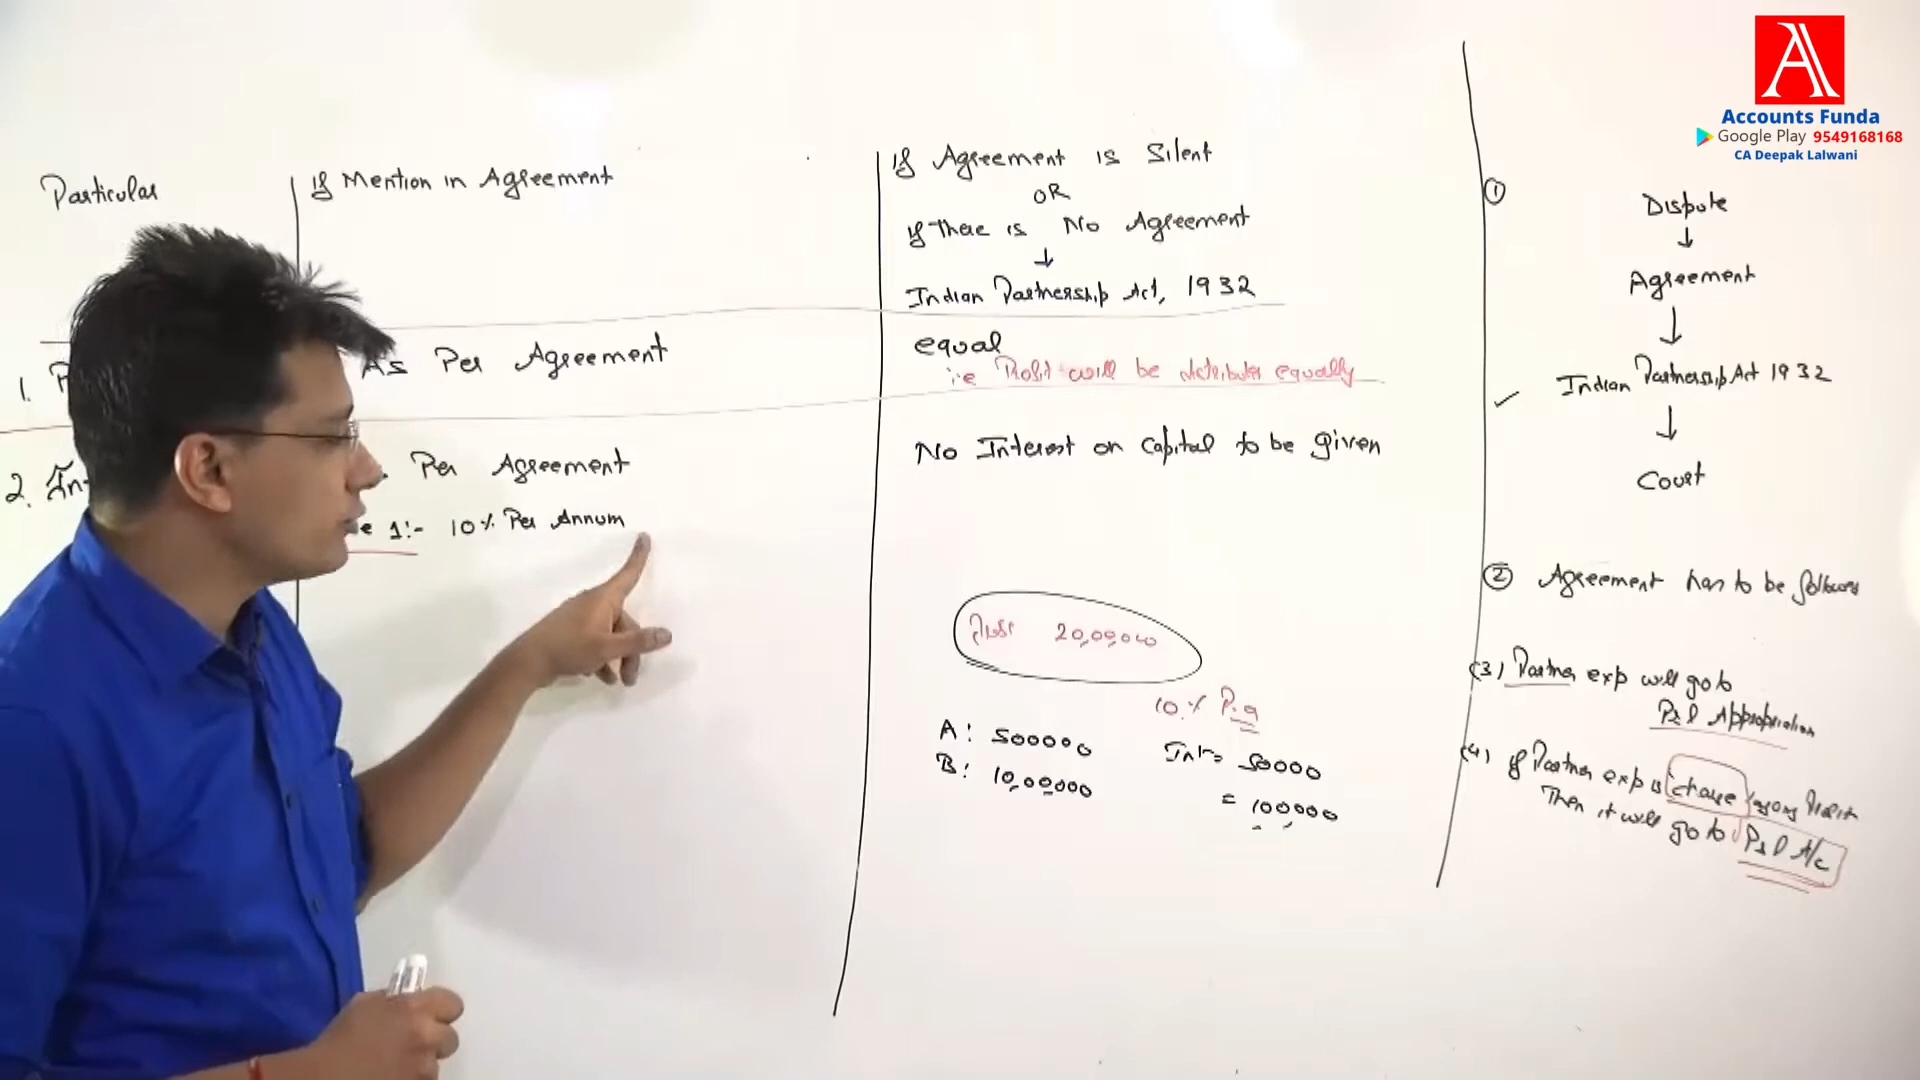 Particular
If Mention in Agreement
If Agreement is Silent
OR
If There is No Agreement
↓
Indian Partnership Act, 1932
1. P
As Per Agreement
equal
i.e Profit will be distributes equally
2. Int
Per Agreement
e 1:- 10% Per Annum
No Interest on Capital to be given
Profit 20,00,000
10% P.a
A: 500000 Int = 50000
B: 10,00,000 = 100000
①
Dispute
↓
Agreement
↓
✓ Indian Partnership Act 1932
↓
Court
② Agreement has to be follows
(3) Partner exp will go to
P&L Appropriation
(4) If Partner exp is charge Profit
Then it will go to P&L A/c
A
Accounts Funda
Google Play 9549168168
CA Deepak Lalwani